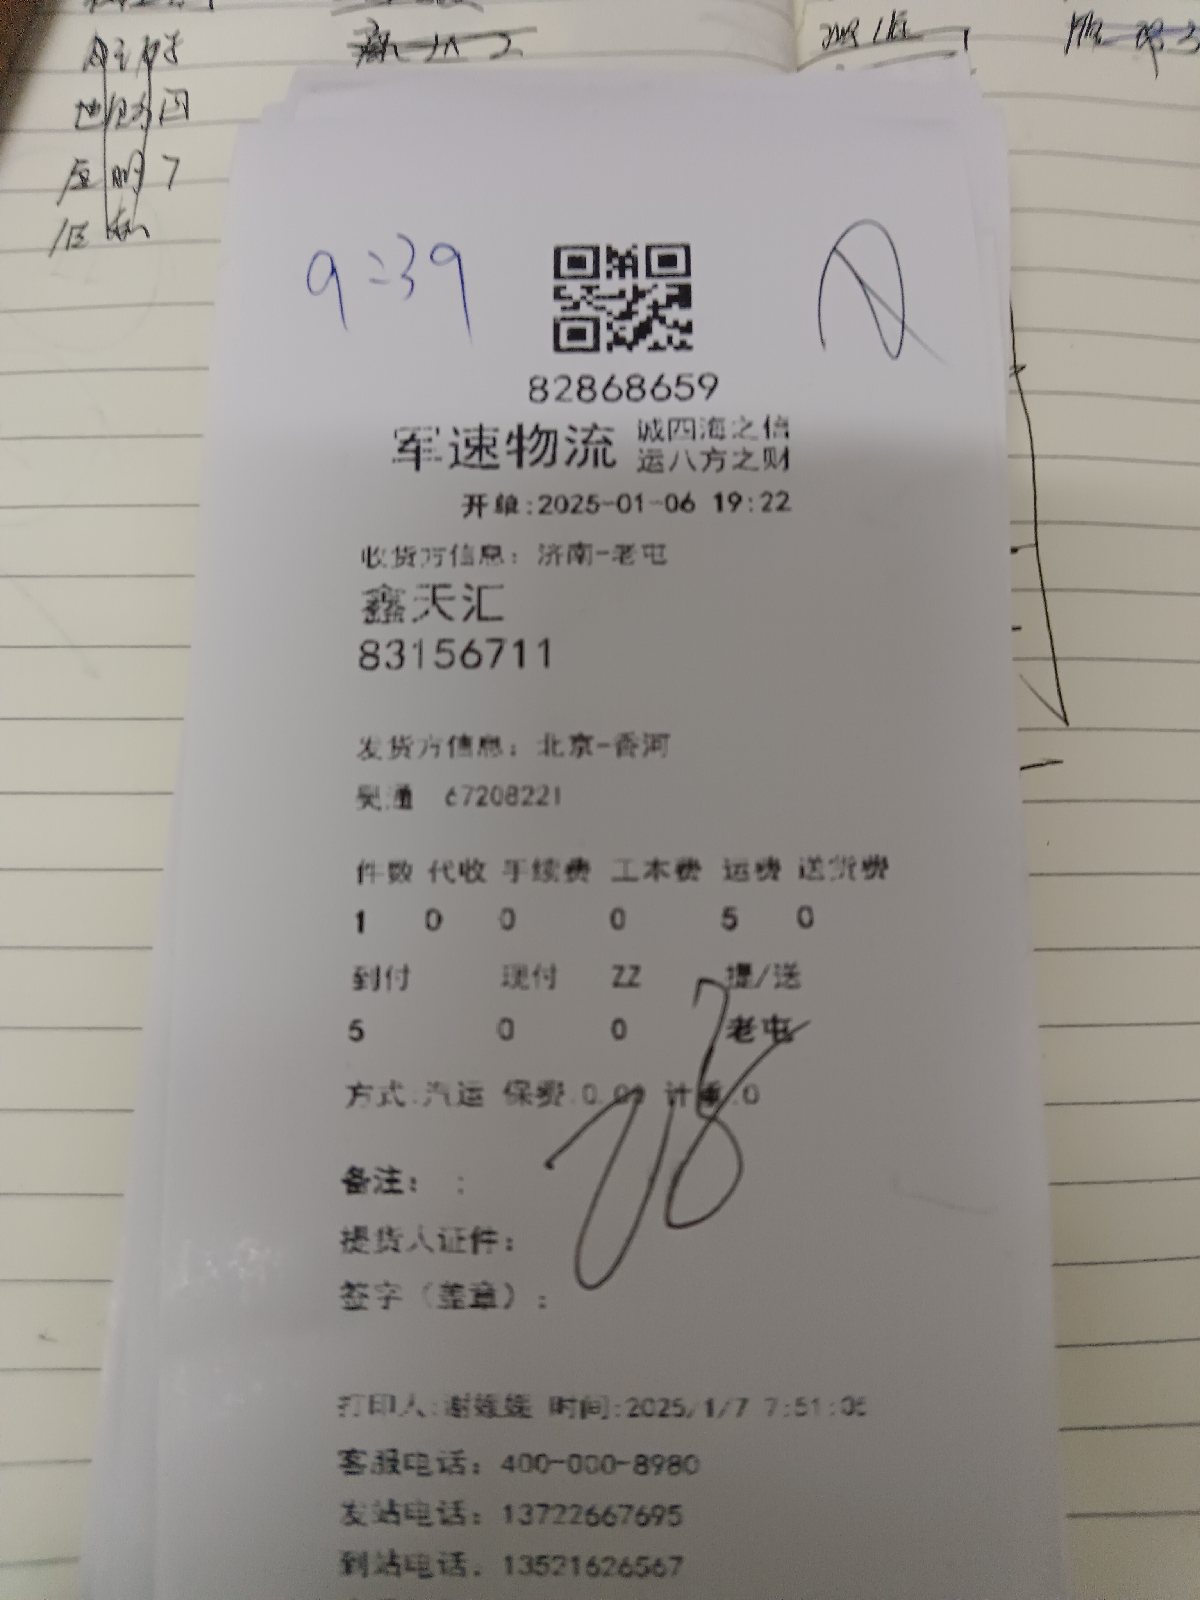 9:39
82868659
军速物流 诚四海之信
运八方之财
开单:2025-01-06 19:22
收货方信息: 济南-老屯
鑫天汇
83156711
发货方信息: 北京-香河
昊通 67208221
件数 代收 手续费 工本费 运费 送货费
1 0 0 0 5 0
到付 现付 ZZ 提/送
5 0 0 老屯
方式:汽运 保费:0.00 计重:0
备注: :
提货人证件:
签字(盖章):
打印人:谢媛媛 时间:2025/1/7 7:51:06
客服电话: 400-000-8980
发站电话: 13722667695
到站电话: 13521626567